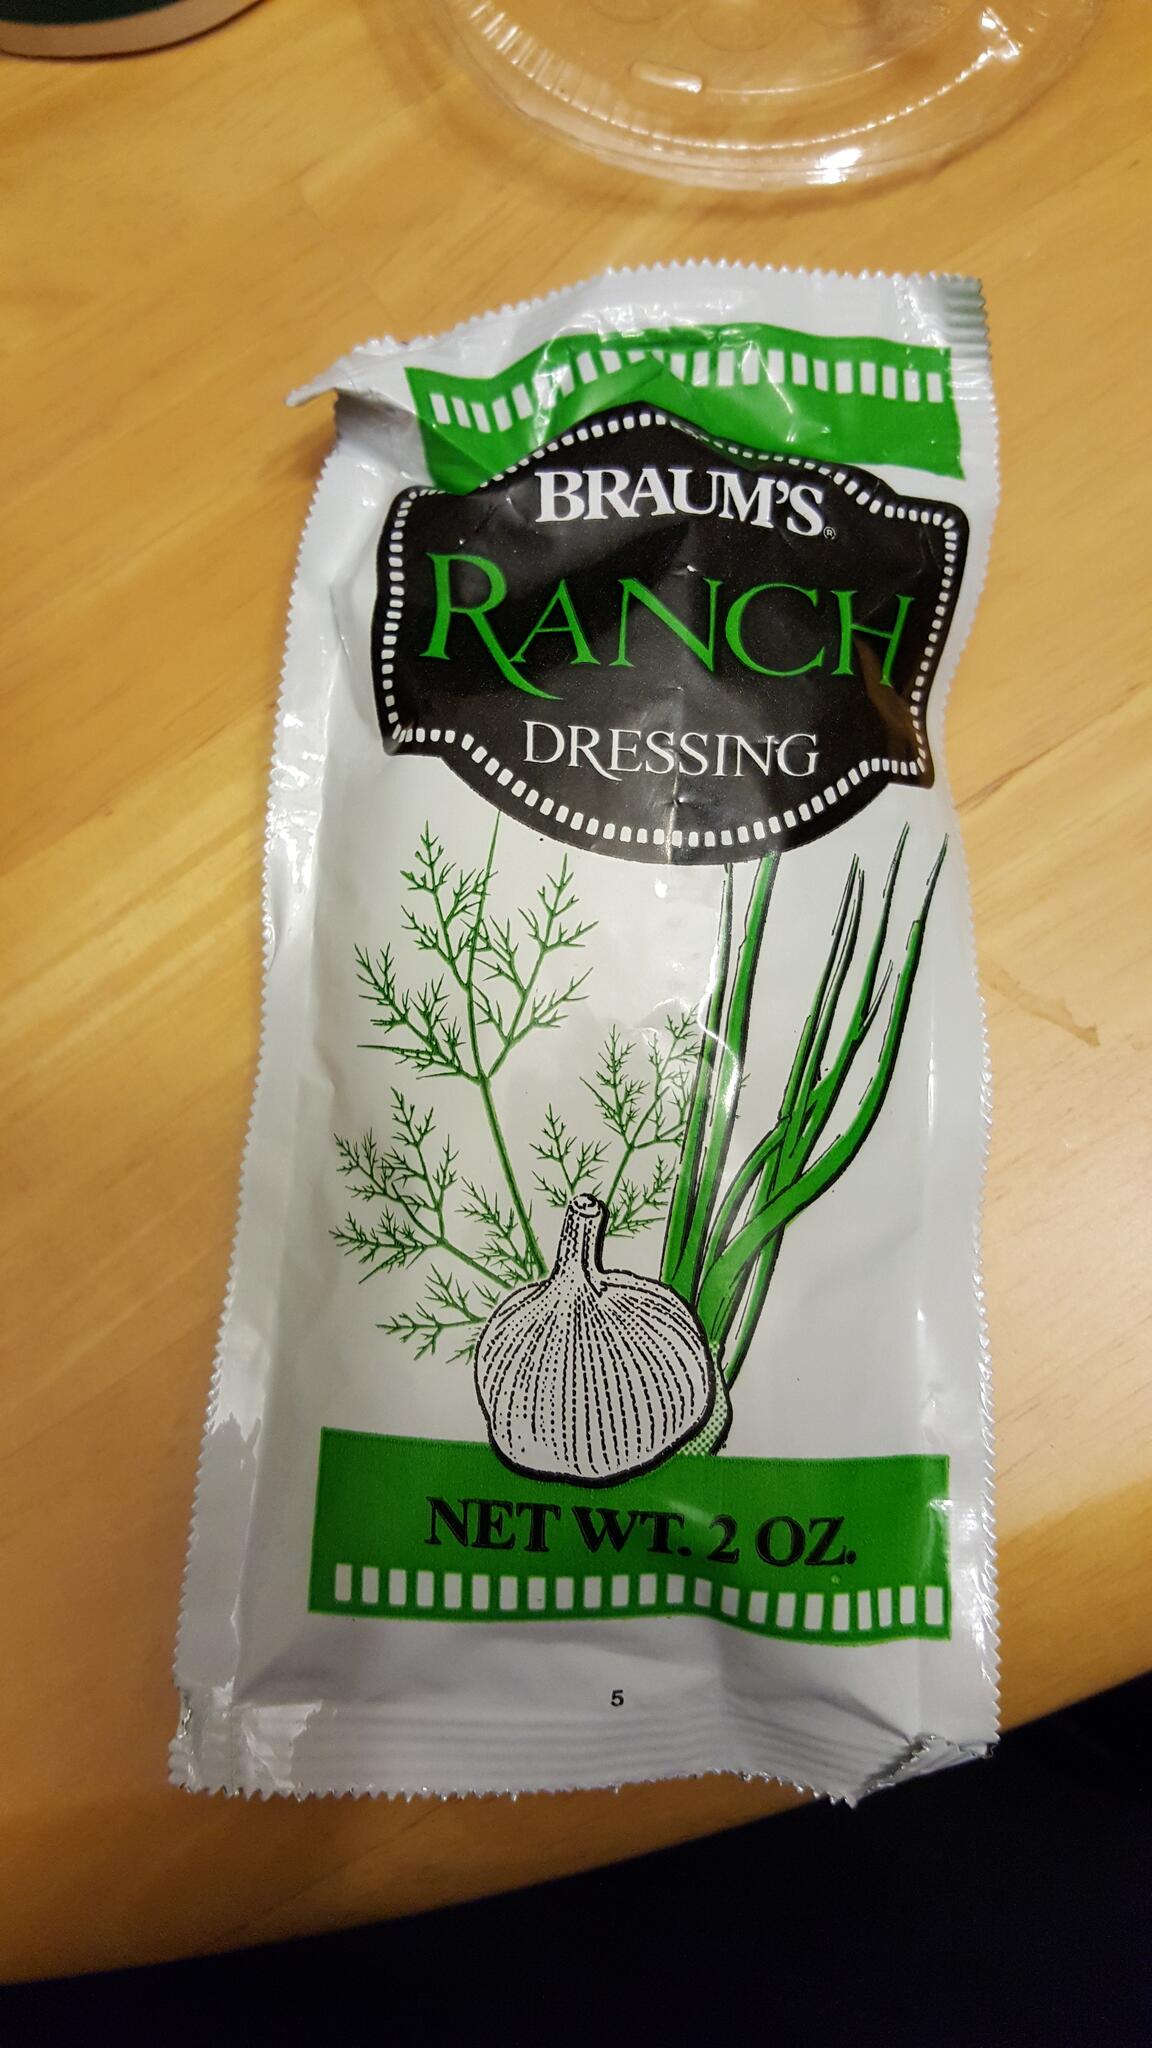 BRAUM'S®
RANCH
DRESSING
NET WT. 2 OZ.
5